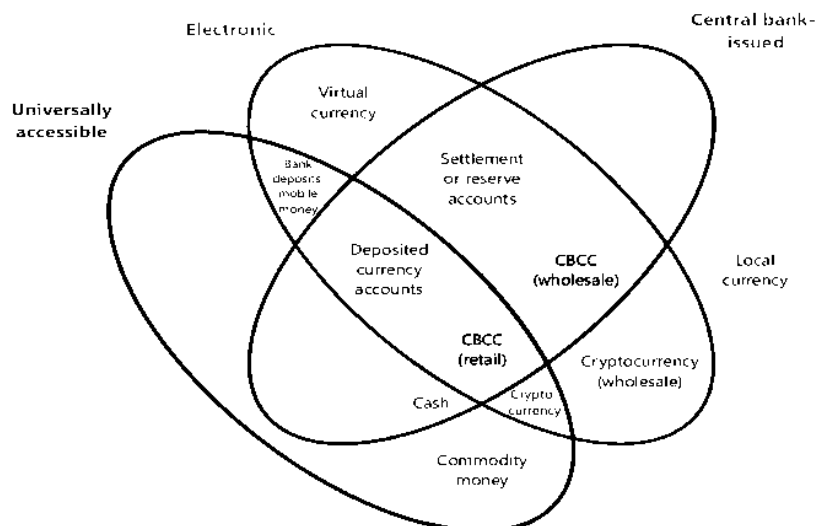 Electronic
Central bank-
issued
Universally
accessible
Virtual
currency
Bank
deposits
mobile
money
Settlement
or reserve
accounts
Deposited
currency
accounts
CBCC
(wholesale)
Local
currency
CBCC
(retail)
Cryptocurrency
(wholesale)
Cash
Crypto
currency
Commodity
money